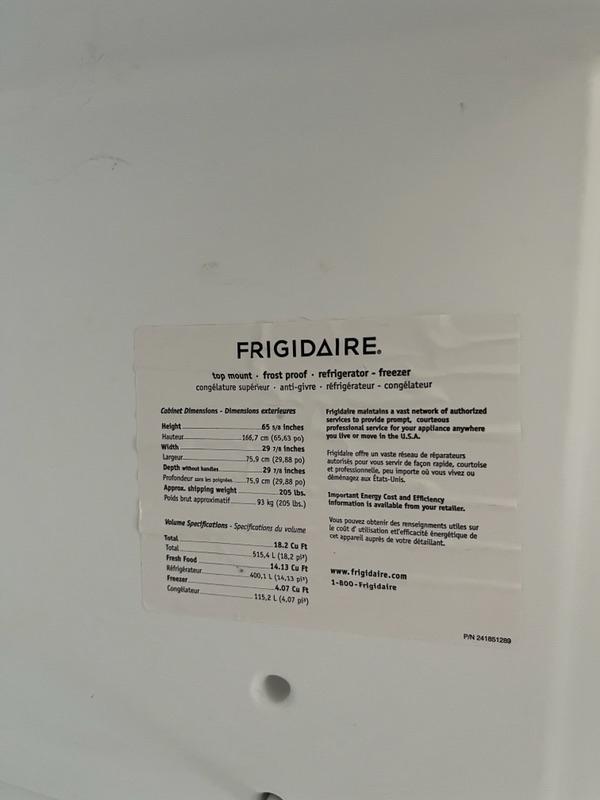 FRIGIDAIRE®
top mount · frost proof · refrigerator - freezer
congélature supérieur · anti-givre · réfrigérateur - congélateur
Cabinet Dimensions - Dimensions exterieures
Height 65 5/8 inches
Hauteur 166,7 cm (65,63 po)
Width 29 7/8 inches
Largeur 75,9 cm (29,88 po)
Depth without handles 29 7/8 inches
Profondeur sans les poignées 75,9 cm (29,88 po)
Approx. shipping weight 205 lbs.
Poids brut approximatif 93 kg (205 lbs.)
Volume Specifications - Specifications du volume
Total 18.2 Cu Ft
Total 515,4 L (18,2 pi³)
Fresh Food 14.13 Cu Ft
Réfrigérateur 400,1 L (14,13 pi³)
Freezer 4.07 Cu Ft
Congélateur 115,2 L (4,07 pi³)
Frigidaire maintains a vast network of authorized
services to provide prompt, courteous
professional service for your appliance anywhere
you live or move in the U.S.A.
Frigidaire offre un vaste réseau de réparateurs
autorisés pour vous servir de façon rapide, courtoise
et professionnelle, peu importe où vous vivez ou
déménagez aux États-Unis.
Important Energy Cost and Efficiency
information is available from your retailer.
Vous pouvez obtenir des renseignements utiles sur
le coût d' utilisation etl'efficacité énergétique de
cet appareil auprès de votre détaillant.
www.frigidaire.com
1-800-Frigidaire
P/N 241851289